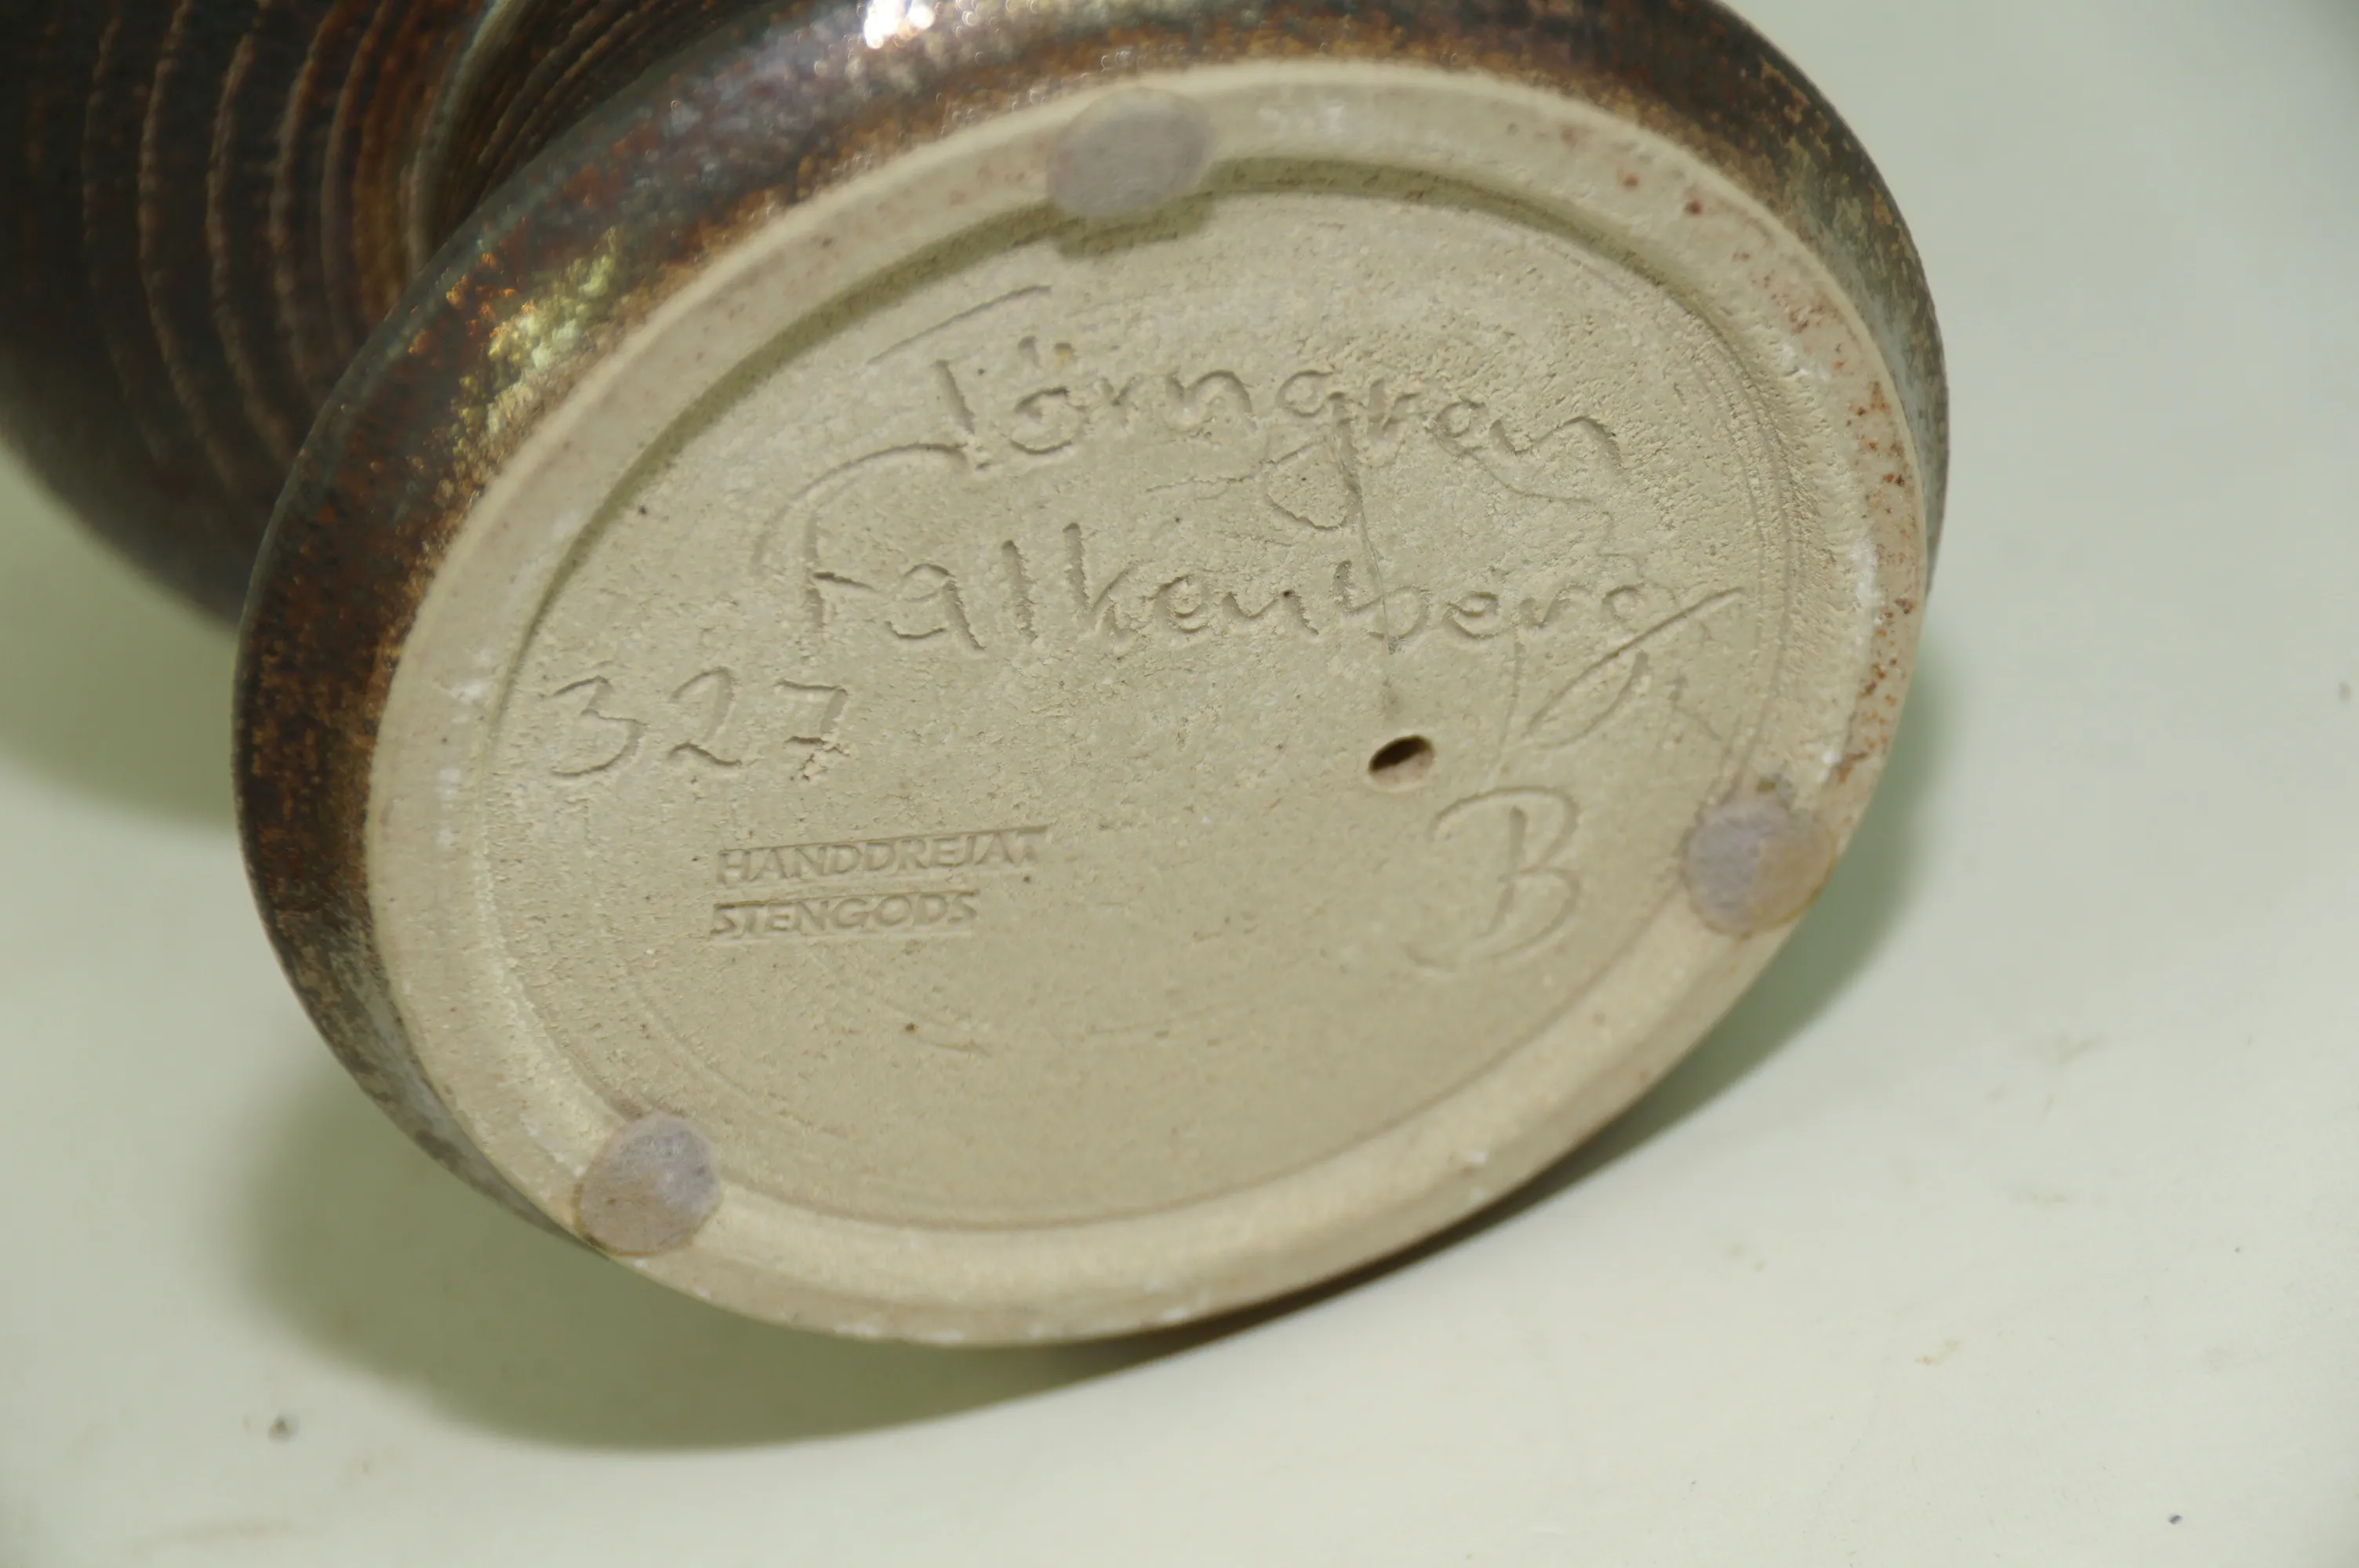 Törngren
Falkenberg
327
B
HANDDREJAT
STENGODS